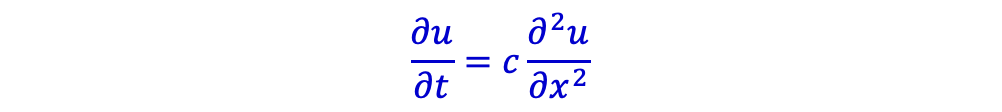 ∂u/∂t = c ∂²u/∂x²